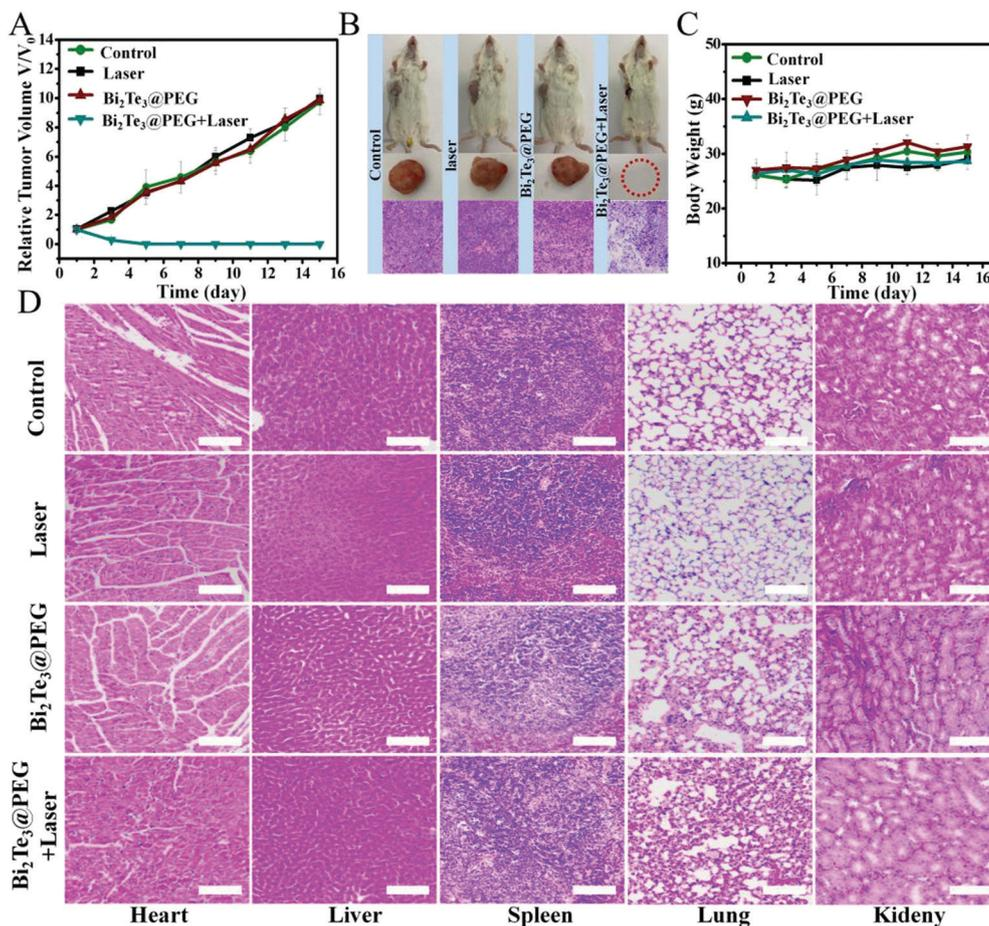 A
Relative Tumor Volume V/V₀
14
12
10
8
6
4
2
0
0 2 4 6 8 10 12 14 16
Time (day)
Control
Laser
Bi₂Te₃@PEG
Bi₂Te₃@PEG+Laser
B
Control
laser
Bi₂Te₃@PEG
Bi₂Te₃@PEG+Laser
C
Body Weight (g)
50
40
30
20
10
0 2 4 6 8 10 12 14 16
Time (day)
Control
Laser
Bi₂Te₃@PEG
Bi₂Te₃@PEG+Laser
D
Control
Laser
Bi₂Te₃@PEG
Bi₂Te₃@PEG
+Laser
Heart Liver Spleen Lung Kideny